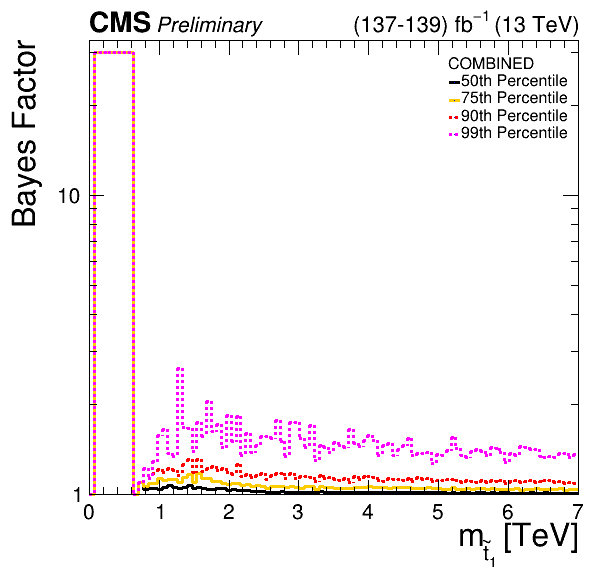 CMS Preliminary (137-139) fb⁻¹ (13 TeV)
COMBINED
50th Percentile
75th Percentile
90th Percentile
99th Percentile
Bayes Factor
10
1
0 1 2 3 4 5 6 7
m_t̃₁ [TeV]